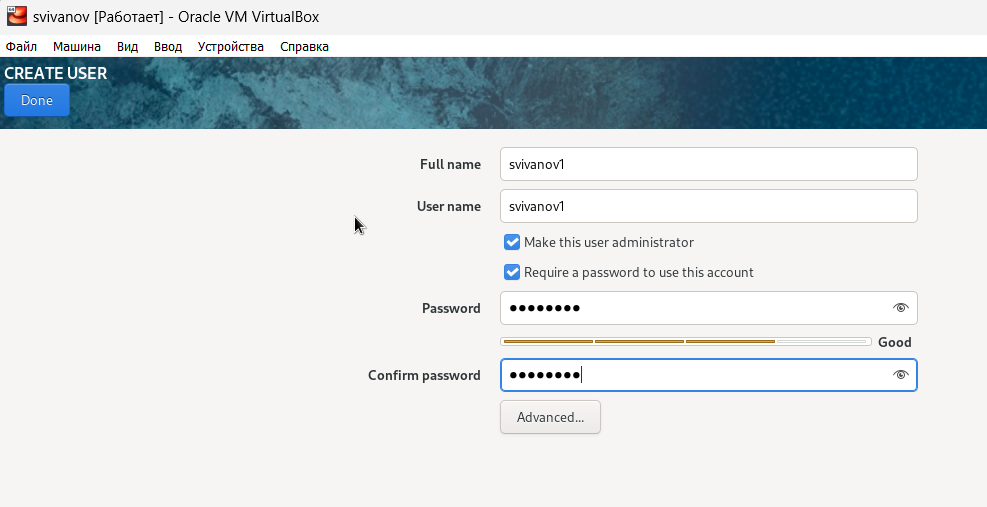 svivanov [Работает] - Oracle VM VirtualBox
Файл Машина Вид Ввод Устройства Справка
CREATE USER
Done
Full name svivanov1
User name svivanov1
Make this user administrator
Require a password to use this account
Password ●●●●●●●●
Good
Confirm password ●●●●●●●●
Advanced...